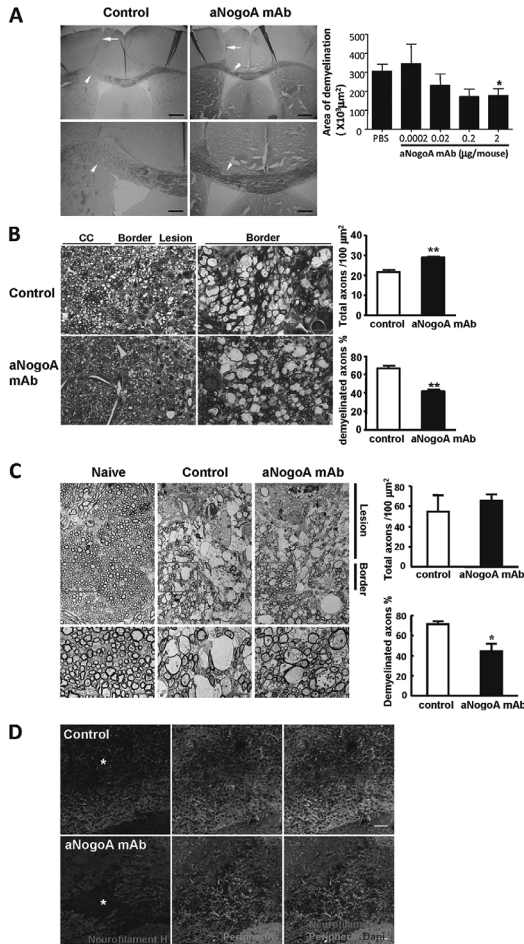 A
Control
aNogoA mAb
Area of demyelination
( X10³µm²)
500
400
300
200
100
0
*
PBS
0.0002
0.02
0.2
2
aNogoA mAb (µg/mouse)
B
CC
Border
Lesion
Border
Control
aNogoA
mAb
Total axons /100 µm²
40
30
20
10
0
**
control
aNogoA mAb
demyelinated axons %
80
60
40
20
0
**
control
aNogoA mAb
C
Naive
Control
aNogoA mAb
Lesion
Border
Total axons /100 µm²
80
60
40
20
0
control
aNogoA mAb
Demyelinated axons %
80
60
40
20
0
*
control
aNogoA mAb
D
Control
*
aNogoA mAb
*
Neurofilament H
Peripherin
Peripherin Dapi